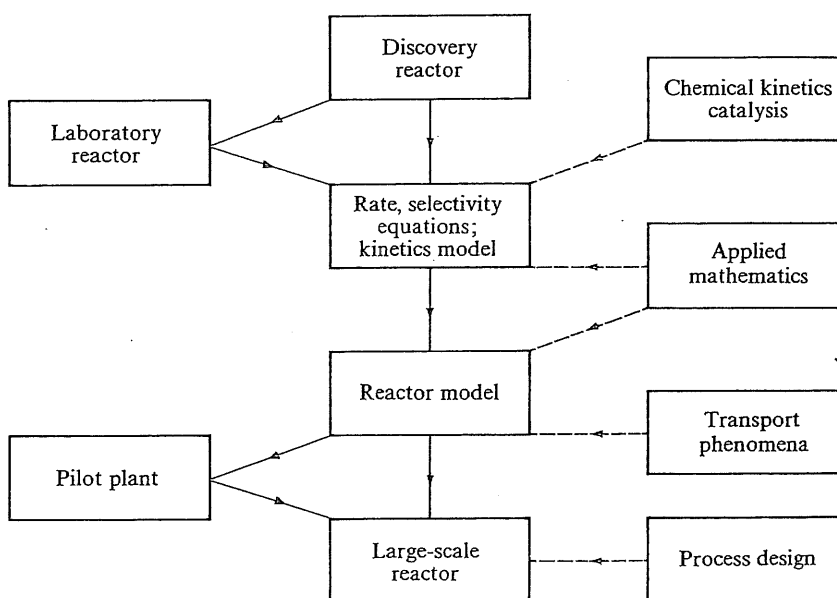 Discovery
reactor
Chemical kinetics
catalysis
Laboratory
reactor
Rate, selectivity
equations;
kinetics model
Applied
mathematics
Reactor model
Transport
phenomena
Pilot plant
Large-scale
reactor
Process design